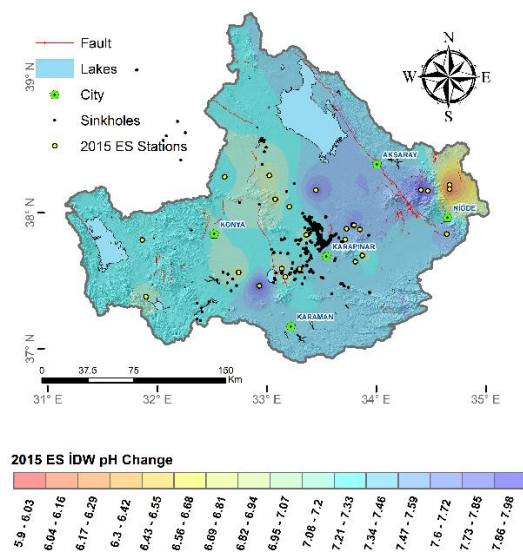 Fault
Lakes
City
Sinkholes
2015 ES Stations
N
W E
S
39° N
38° N
37° N
AKSARAY
NİĞDE
KONYA
KARAPINAR
KARAMAN
0 37.5 75 150
Km
31° E 32° E 33° E 34° E 35° E
2015 ES İDW pH Change
5.9 - 6.03
6.04 - 6.16
6.17 - 6.29
6.3 - 6.42
6.43 - 6.55
6.56 - 6.68
6.69 - 6.81
6.82 - 6.94
6.95 - 7.07
7.08 - 7.2
7.21 - 7.33
7.34 - 7.46
7.47 - 7.59
7.6 - 7.72
7.73 - 7.85
7.86 - 7.98